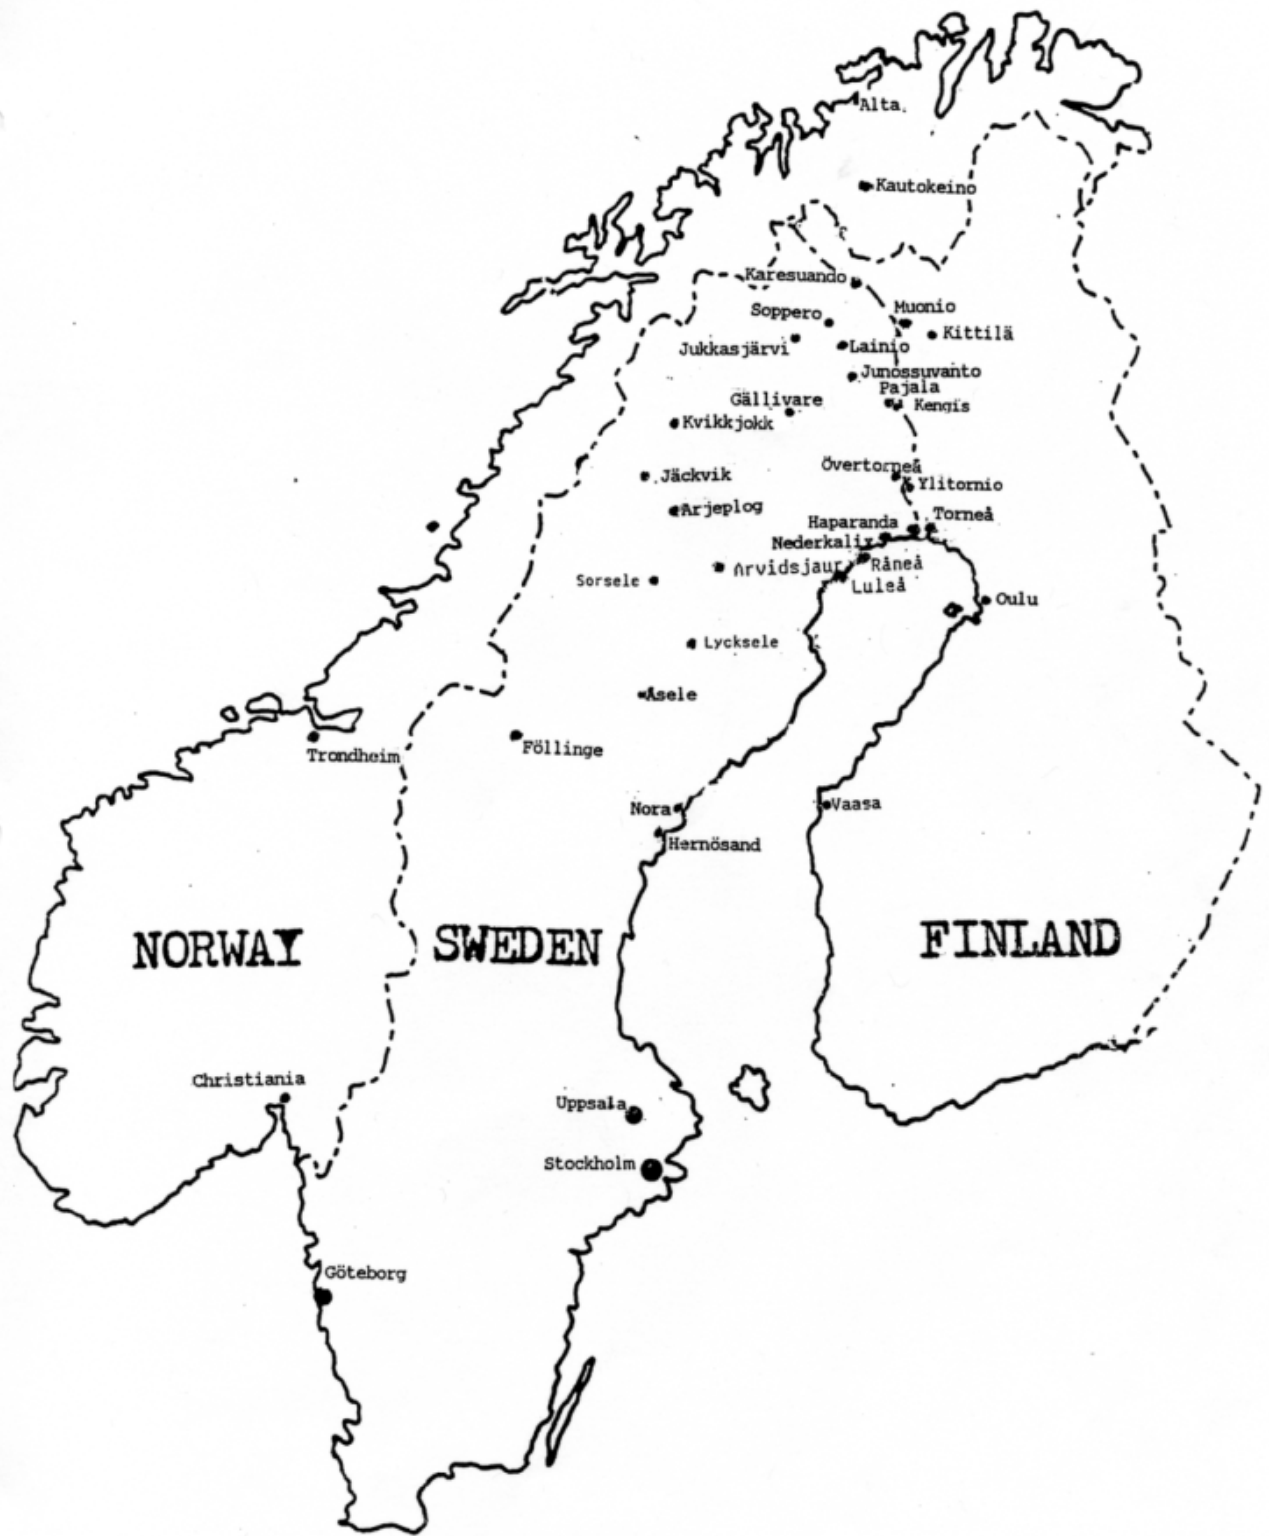 Alta.
Kautokeino
Karesuando
Muonio
Soppero
Kittilä
Jukkasjärvi
Lainio
Junossuvanto
Pajala
Gällivare
Kengis
Kvikkjokk
Övertorneå
Jäckvik
Ylitornio
Arjeplog
Torneå
Haparanda
Nederkalix
Arvidsjaur
Råneå
Sorsele
Luleå
Oulu
Lycksele
Åsele
Föllinge
Trondheim
Nora
Vaasa
Hernösand
NORWAY
SWEDEN
FINLAND
Christiania
Uppsala
Stockholm
Göteborg